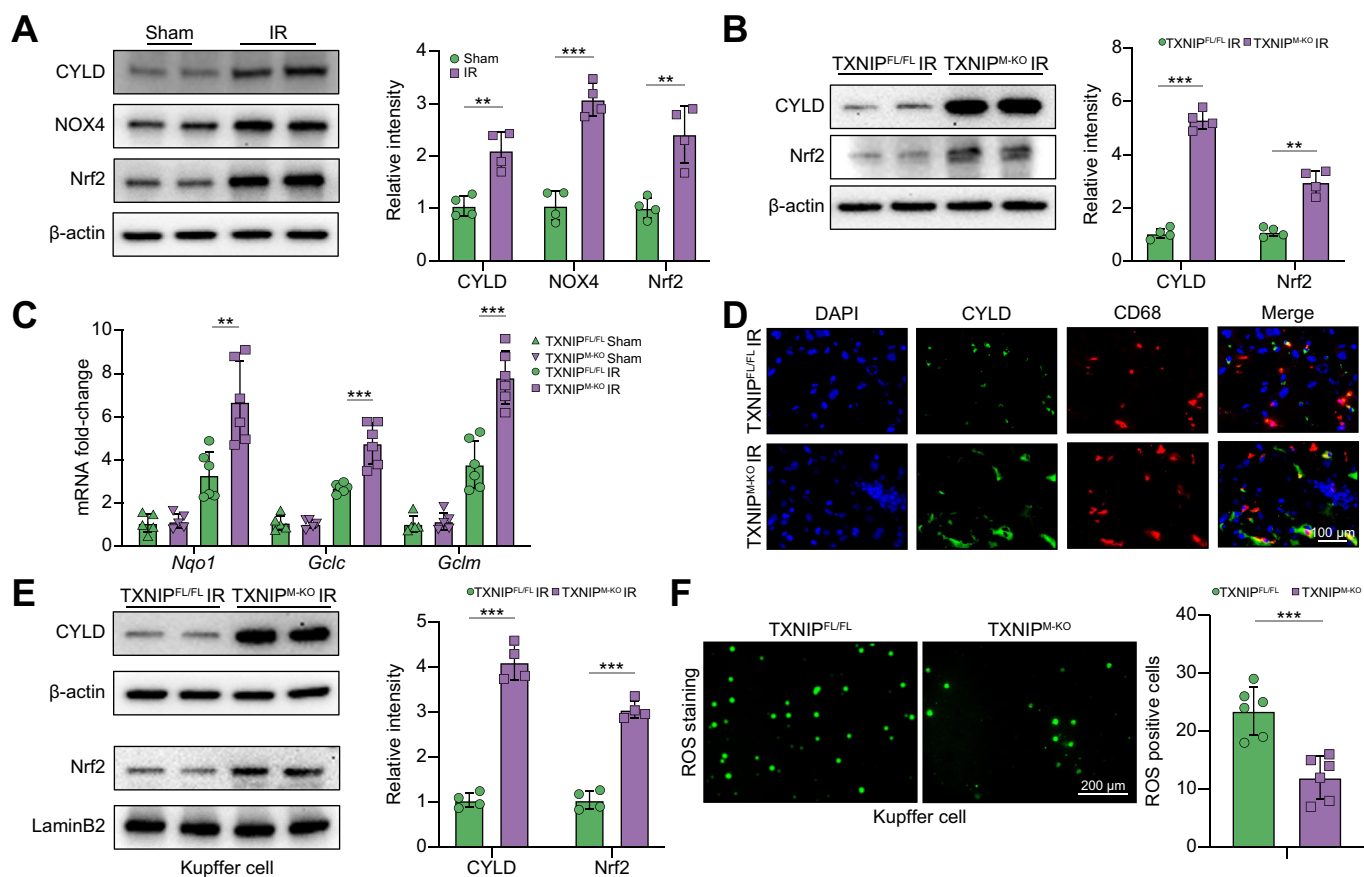 A
Sham IR
CYLD
NOX4
Nrf2
β-actin
Relative intensity
4
3
2
1
0
Sham
IR
**
***
**
CYLD NOX4 Nrf2
B
TXNIPFL/FL IR TXNIPM-KO IR
CYLD
Nrf2
β-actin
TXNIPFL/FL IR TXNIPM-KO IR
Relative intensity
8
6
4
2
0
***
**
CYLD Nrf2
C
mRNA fold-change
10
8
6
4
2
0
**
***
***
TXNIPFL/FL Sham
TXNIPM-KO Sham
TXNIPFL/FL IR
TXNIPM-KO IR
Nqo1 Gclc Gclm
D
DAPI CYLD CD68 Merge
TXNIPFL/FL IR
TXNIPM-KO IR
100 µm
E
TXNIPFL/FL IR TXNIPM-KO IR
CYLD
β-actin
Nrf2
LaminB2
Kupffer cell
TXNIPFL/FL IR TXNIPM-KO IR
Relative intensity
5
4
3
2
1
0
***
***
CYLD Nrf2
F
TXNIPFL/FL TXNIPM-KO
ROS staining
200 µm
Kupffer cell
TXNIPFL/FL TXNIPM-KO
ROS positive cells
40
30
20
10
0
***